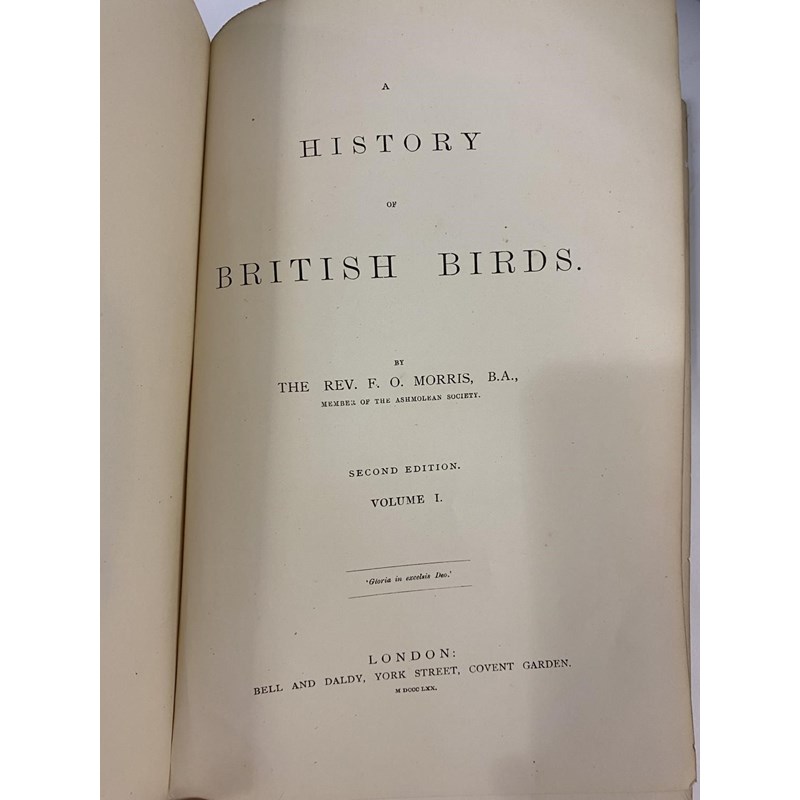 A
HISTORY
OF
BRITISH BIRDS.
BY
THE REV. F. O. MORRIS, B.A.,
MEMBER OF THE ASHMOLEAN SOCIETY.
SECOND EDITION.
VOLUME I.
'Gloria in excelsis Deo.'
LONDON:
BELL AND DALDY, YORK STREET, COVENT GARDEN.
M DCCC LXX.